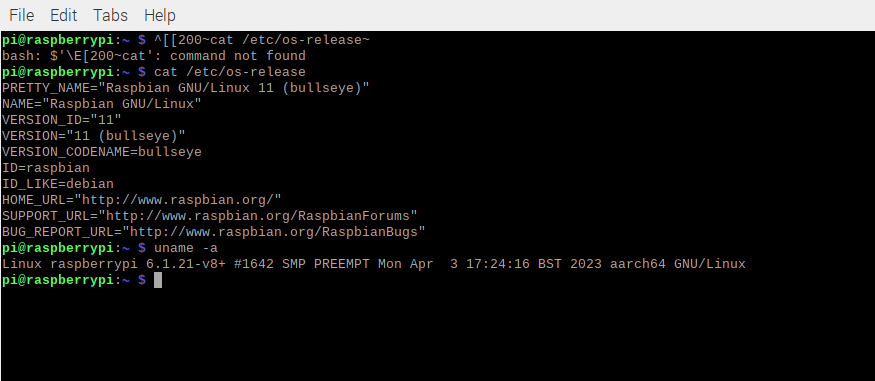 File Edit Tabs Help
pi@raspberrypi:~ $ ^[[200~cat /etc/os-release~
bash: $'\E[200~cat': command not found
pi@raspberrypi:~ $ cat /etc/os-release
PRETTY_NAME="Raspbian GNU/Linux 11 (bullseye)"
NAME="Raspbian GNU/Linux"
VERSION_ID="11"
VERSION="11 (bullseye)"
VERSION_CODENAME=bullseye
ID=raspbian
ID_LIKE=debian
HOME_URL="http://www.raspbian.org/"
SUPPORT_URL="http://www.raspbian.org/RaspbianForums"
BUG_REPORT_URL="http://www.raspbian.org/RaspbianBugs"
pi@raspberrypi:~ $ uname -a
Linux raspberrypi 6.1.21-v8+ #1642 SMP PREEMPT Mon Apr  3 17:24:16 BST 2023 aarch64 GNU/Linux
pi@raspberrypi:~ $